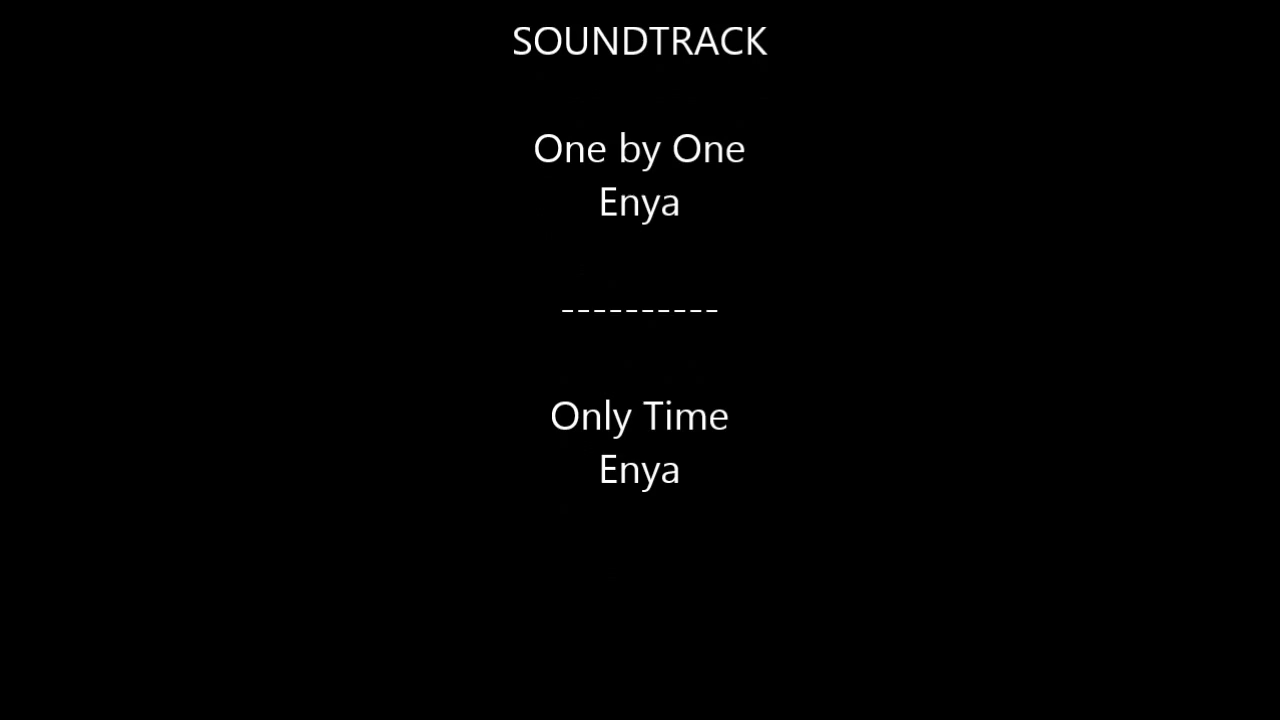 SOUNDTRACK
One by One
Enya
----------
Only Time
Enya